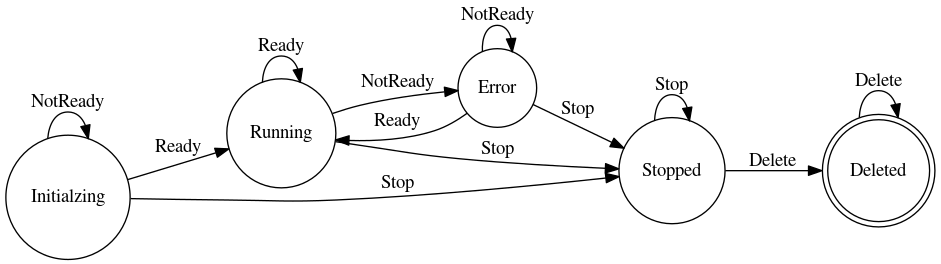 NotReady
Ready
NotReady
Stop
Delete
Initialzing
Ready
Running
NotReady
Ready
Error
Stop
Stop
Stop
Stopped
Delete
Deleted